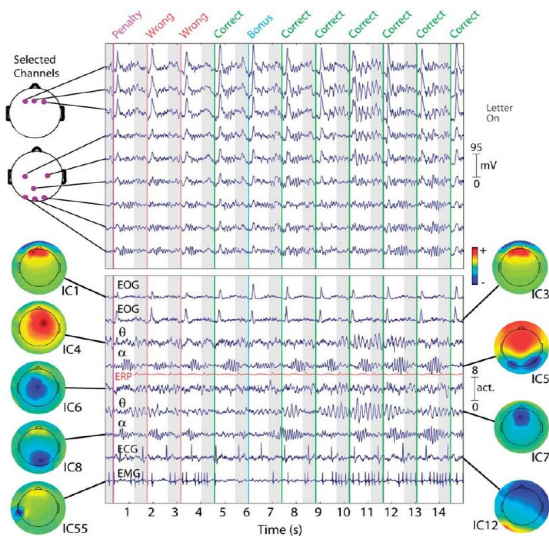 Penalty
Wrong
Wrong
Correct
Bonus
Correct
Correct
Correct
Correct
Correct
Selected
Channels
Letter
On
95
mV
0
EOG
EOG
θ
α
ERP
θ
α
ECG
EMG
IC1
IC4
IC6
IC8
IC55
+
-
IC3
IC5
8
act.
0
IC7
IC12
1 2 3 4 5 6 7 8 9 10 11 12 13 14
Time (s)